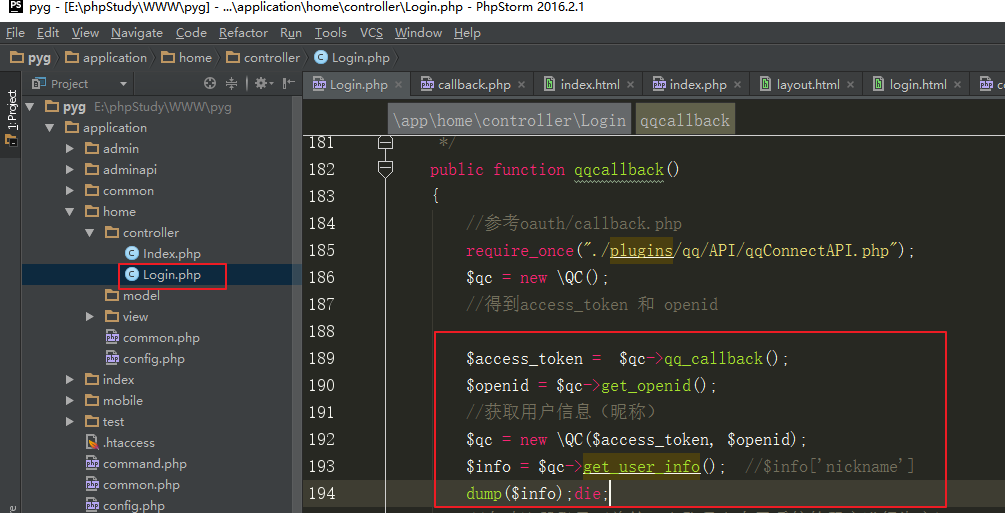 pyg - [E:\phpStudy\WWW\pyg] - ...\application\home\controller\Login.php - PhpStorm 2016.2.1
File Edit View Navigate Code Refactor Run Tools VCS Window Help
pyg application home controller Login.php
1: Project
Project
Login.php callback.php index.html index.php layout.html login.html
pyg E:\phpStudy\WWW\pyg
application
admin
adminapi
common
home
controller
Index.php
Login.php
model
view
common.php
config.php
index
mobile
test
.htaccess
command.php
common.php
config.php
\app\home\controller\Login qqcallback
181 */
182 public function qqcallback()
183 {
184 //参考oauth/callback.php
185 require_once("./plugins/qq/API/qqConnectAPI.php");
186 $qc = new \QC();
187 //得到access_token 和 openid
188
189 $access_token = $qc->qq_callback();
190 $openid = $qc->get_openid();
191 //获取用户信息（昵称）
192 $qc = new \QC($access_token, $openid);
193 $info = $qc->get_user_info(); //$info['nickname']
194 dump($info);die;